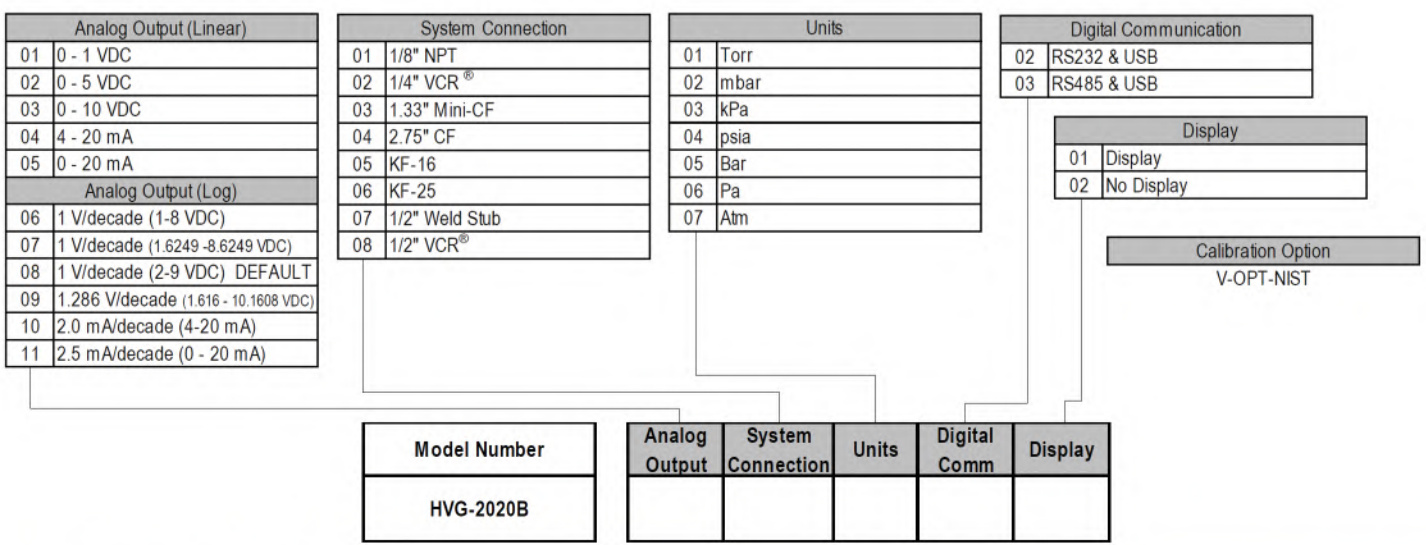 Analog Output (Linear)
01 0 - 1 VDC
02 0 - 5 VDC
03 0 - 10 VDC
04 4 - 20 mA
05 0 - 20 mA
Analog Output (Log)
06 1 V/decade (1-8 VDC)
07 1 V/decade (1.6249 -8.6249 VDC)
08 1 V/decade (2-9 VDC) DEFAULT
09 1.286 V/decade (1.616 - 10.1608 VDC)
10 2.0 mA/decade (4-20 mA)
11 2.5 mA/decade (0 - 20 mA)
System Connection
01 1/8" NPT
02 1/4" VCR ®
03 1.33" Mini-CF
04 2.75" CF
05 KF-16
06 KF-25
07 1/2" Weld Stub
08 1/2" VCR®
Units
01 Torr
02 mbar
03 kPa
04 psia
05 Bar
06 Pa
07 Atm
Digital Communication
02 RS232 & USB
03 RS485 & USB
Display
01 Display
02 No Display
Calibration Option
V-OPT-NIST
Model Number
HVG-2020B
Analog
Output
System
Connection
Units
Digital
Comm
Display